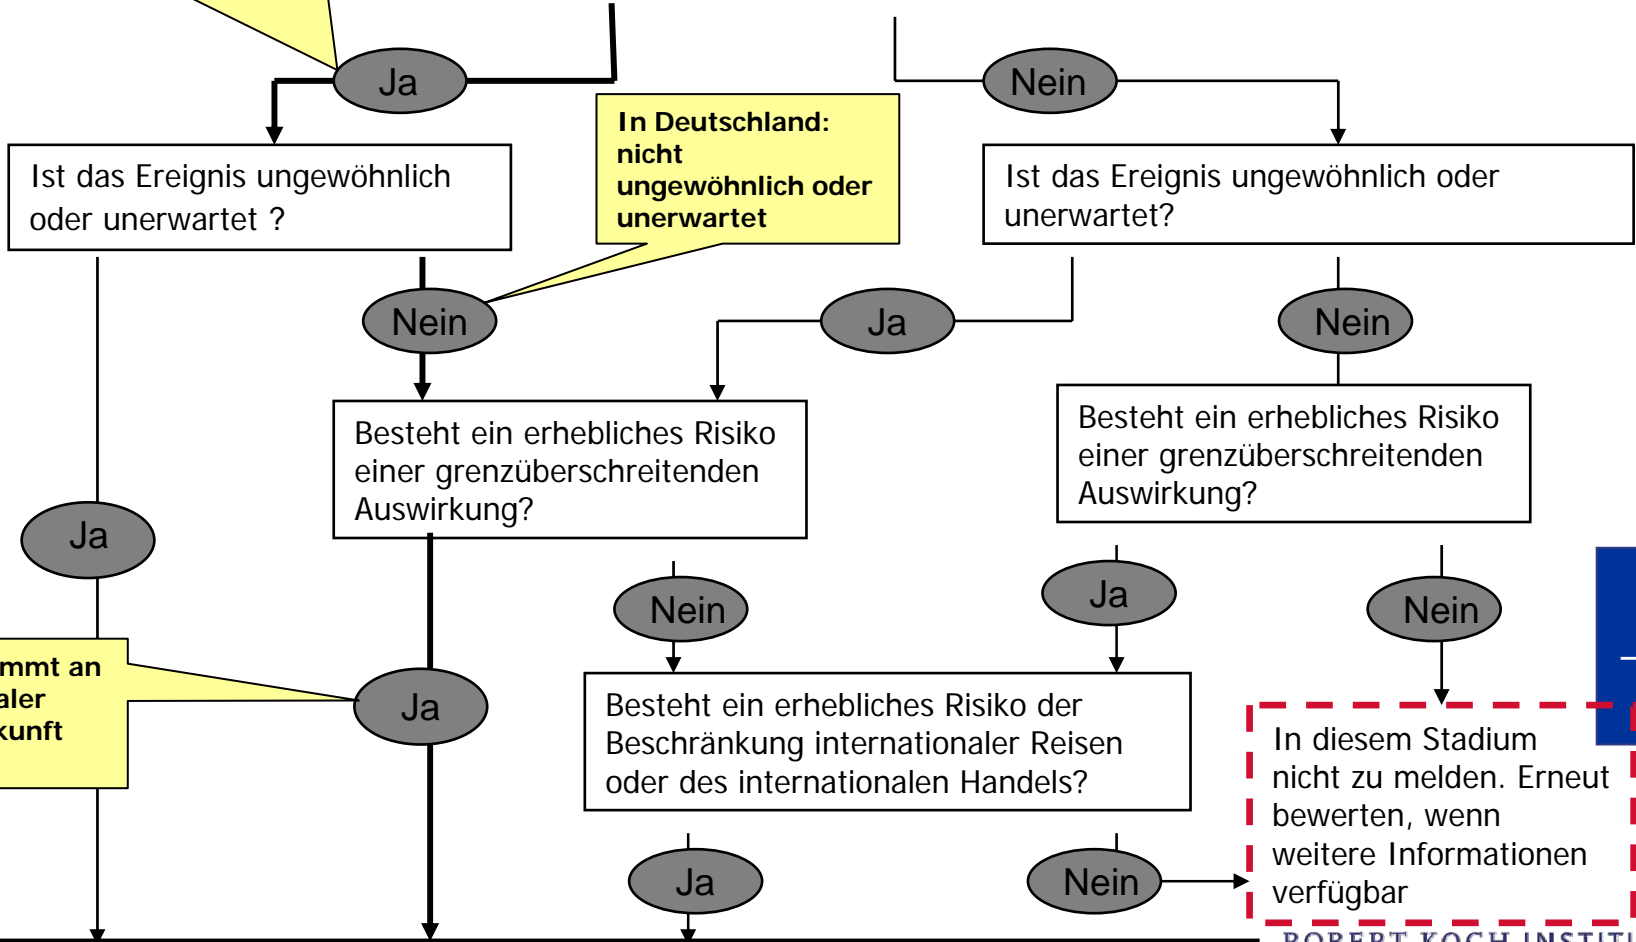 Ja
Nein
In Deutschland:
nicht
ungewöhnlich oder
unerwartet
Ist das Ereignis ungewöhnlich
oder unerwartet ?
Ist das Ereignis ungewöhnlich oder
unerwartet?
Nein
Ja
Nein
Besteht ein erhebliches Risiko
einer grenzüberschreitenden
Auswirkung?
Besteht ein erhebliches Risiko
einer grenzüberschreitenden
Auswirkung?
Ja
Nein
Ja
Nein
mmt an
aler
kunft
Ja
Besteht ein erhebliches Risiko der
Beschränkung internationaler Reisen
oder des internationalen Handels?
In diesem Stadium
nicht zu melden. Erneut
bewerten, wenn
weitere Informationen
verfügbar
Ja
Nein
ROBERT KOCH